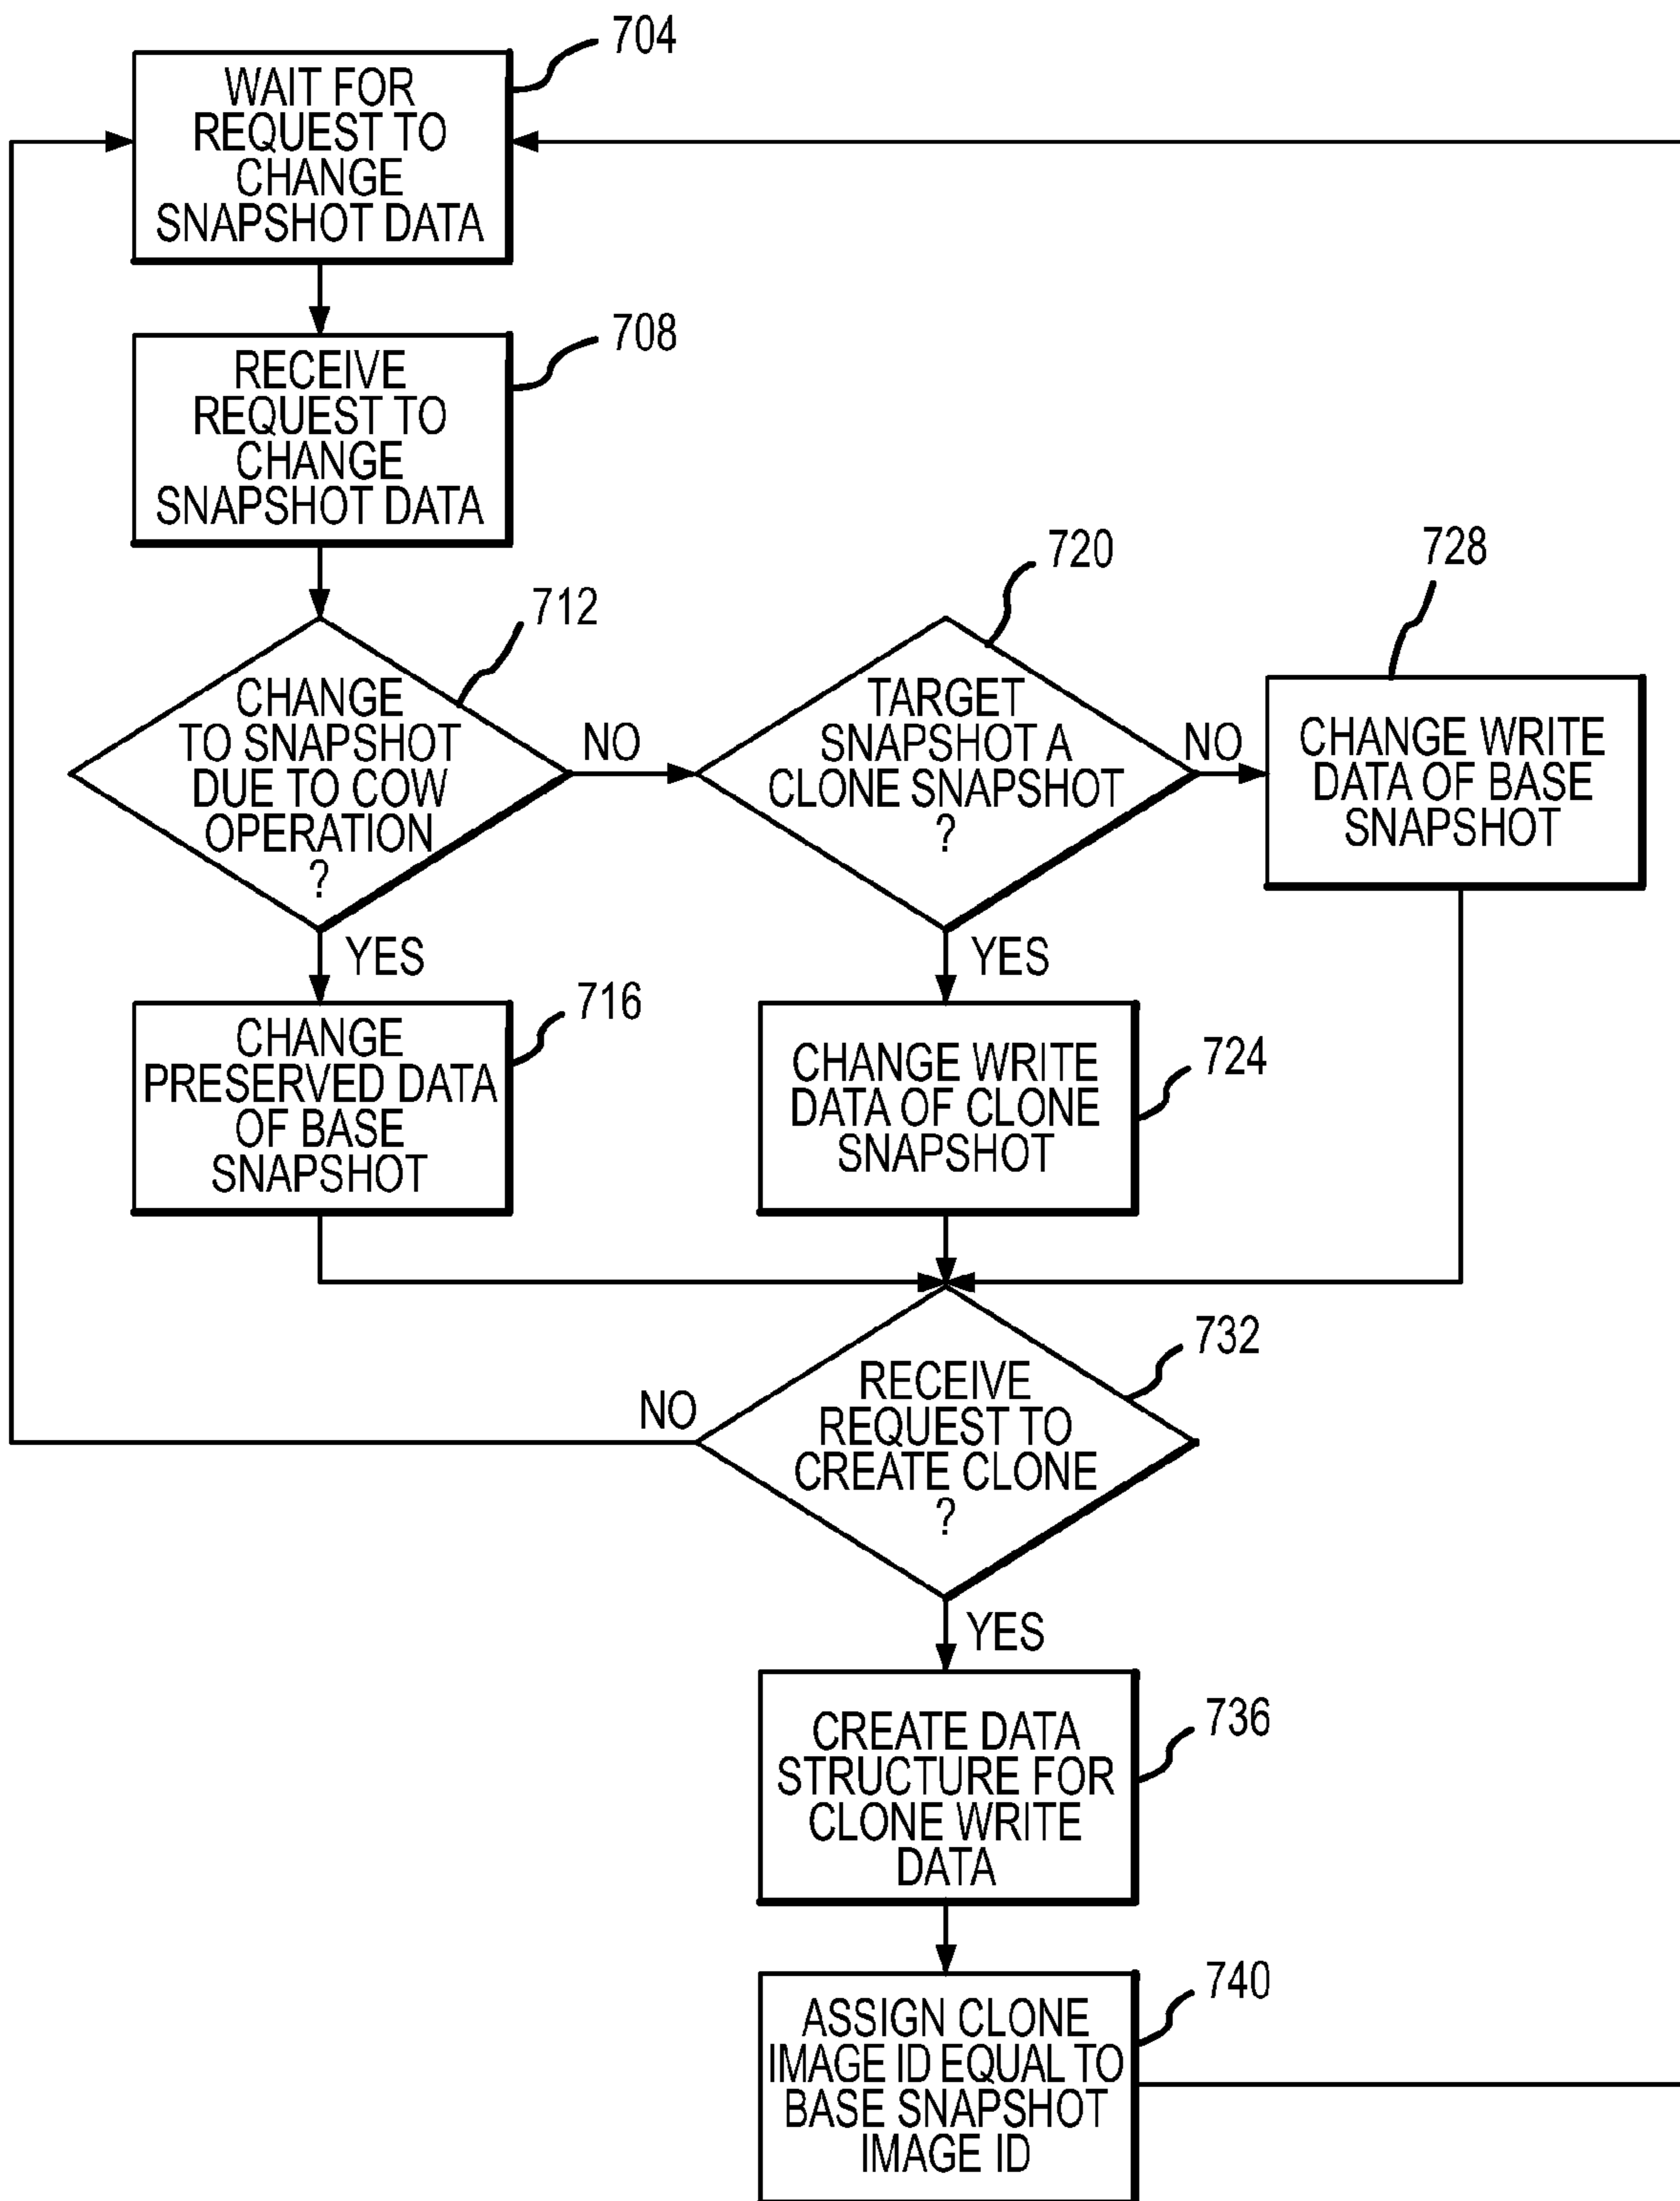 704
WAIT FOR
REQUEST TO
CHANGE
SNAPSHOT DATA
708
RECEIVE
REQUEST TO
CHANGE
SNAPSHOT DATA
712
CHANGE
TO SNAPSHOT
DUE TO COW
OPERATION
?
NO
720
TARGET
SNAPSHOT A
CLONE SNAPSHOT
?
NO
728
CHANGE WRITE
DATA OF BASE
SNAPSHOT
YES
716
CHANGE
PRESERVED DATA
OF BASE
SNAPSHOT
YES
724
CHANGE WRITE
DATA OF CLONE
SNAPSHOT
732
RECEIVE
REQUEST TO
CREATE CLONE
?
NO
YES
736
CREATE DATA
STRUCTURE FOR
CLONE WRITE
DATA
740
ASSIGN CLONE
IMAGE ID EQUAL TO
BASE SNAPSHOT
IMAGE ID